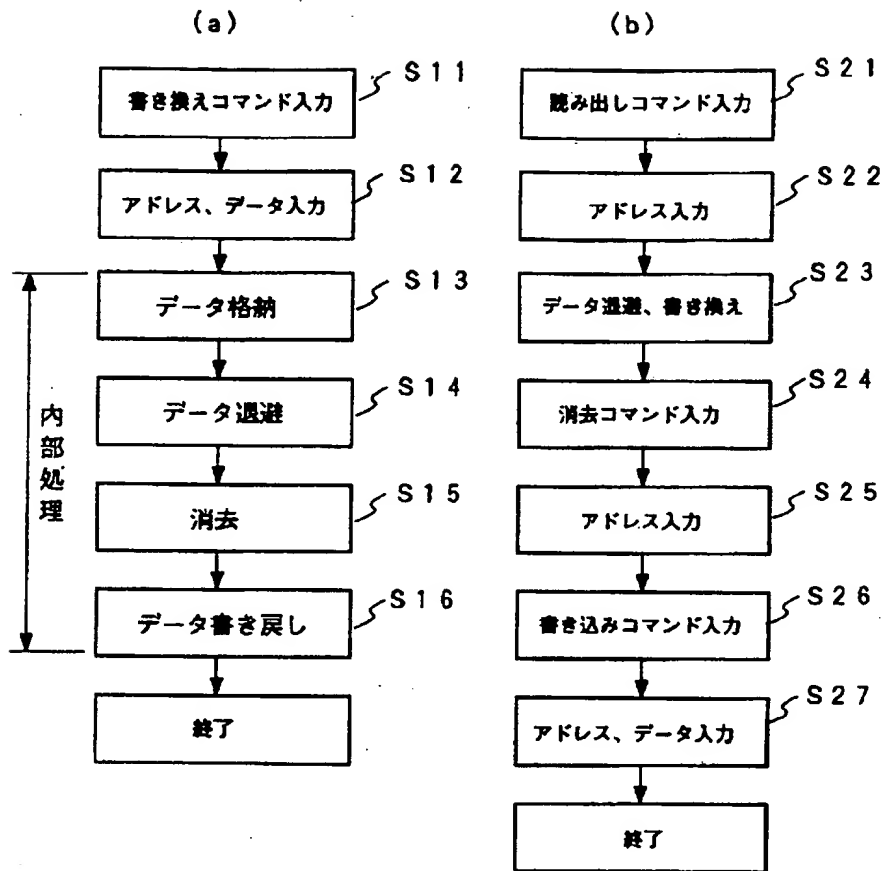 (a)
書き換えコマンド入力
S11
アドレス、データ入力
S12
データ格納
S13
データ退避
S14
消去
S15
データ書き戻し
S16
終了
内部処理
(b)
読み出しコマンド入力
S21
アドレス入力
S22
データ退避、書き換え
S23
消去コマンド入力
S24
アドレス入力
S25
書き込みコマンド入力
S26
アドレス、データ入力
S27
終了